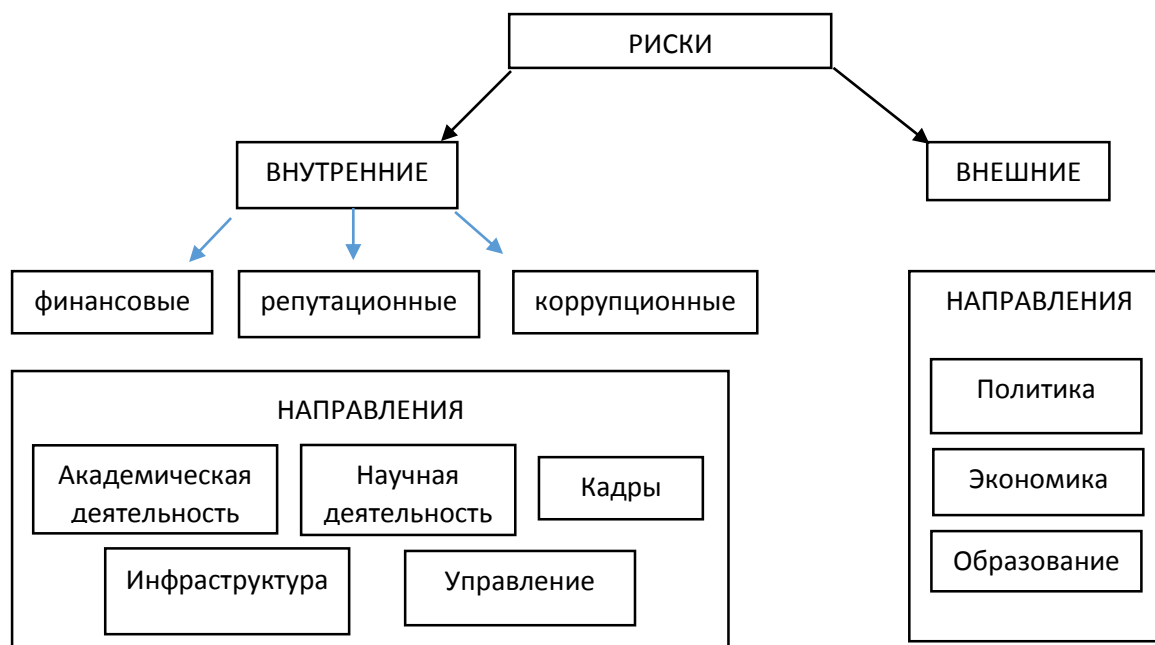 РИСКИ
ВНУТРЕННИЕ
ВНЕШНИЕ
финансовые
репутационные
коррупционные
НАПРАВЛЕНИЯ
Академическая
деятельность
Научная
деятельность
Кадры
Инфраструктура
Управление
НАПРАВЛЕНИЯ
Политика
Экономика
Образование